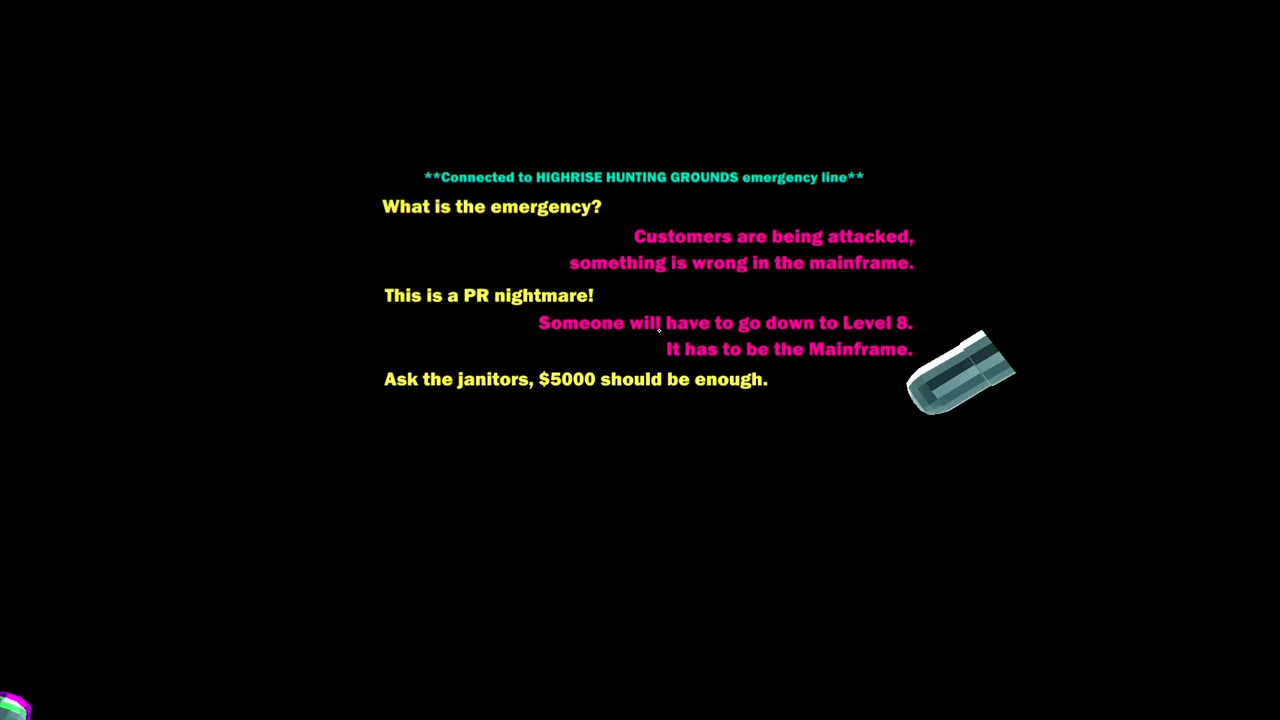 **Connected to HIGHRISE HUNTING GROUNDS emergency line**
What is the emergency?
Customers are being attacked,
something is wrong in the mainframe.
This is a PR nightmare!
Someone will have to go down to Level 8.
It has to be the Mainframe.
Ask the janitors, $5000 should be enough.